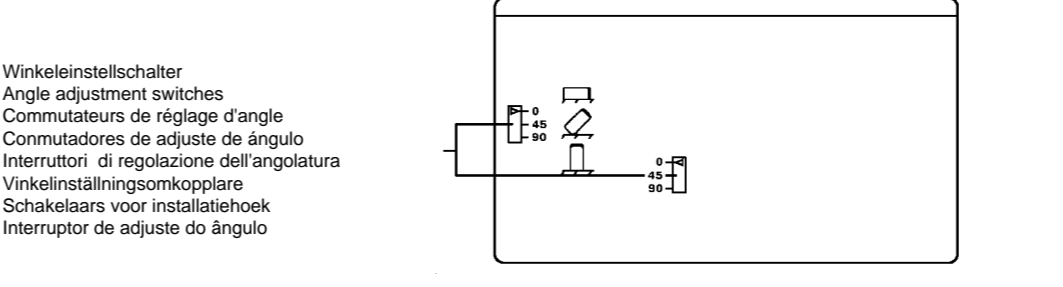 Winkeleinstellschalter
Angle adjustment switches
Commutateurs de réglage d'angle
Conmutadores de adjuste de ángulo
Interruttori di regolazione dell'angolatura
Vinkelinställningsomkopplare
Schakelaars voor installatiehoek
Interruptor de adjuste do ângulo
0
45
90
0
45
90